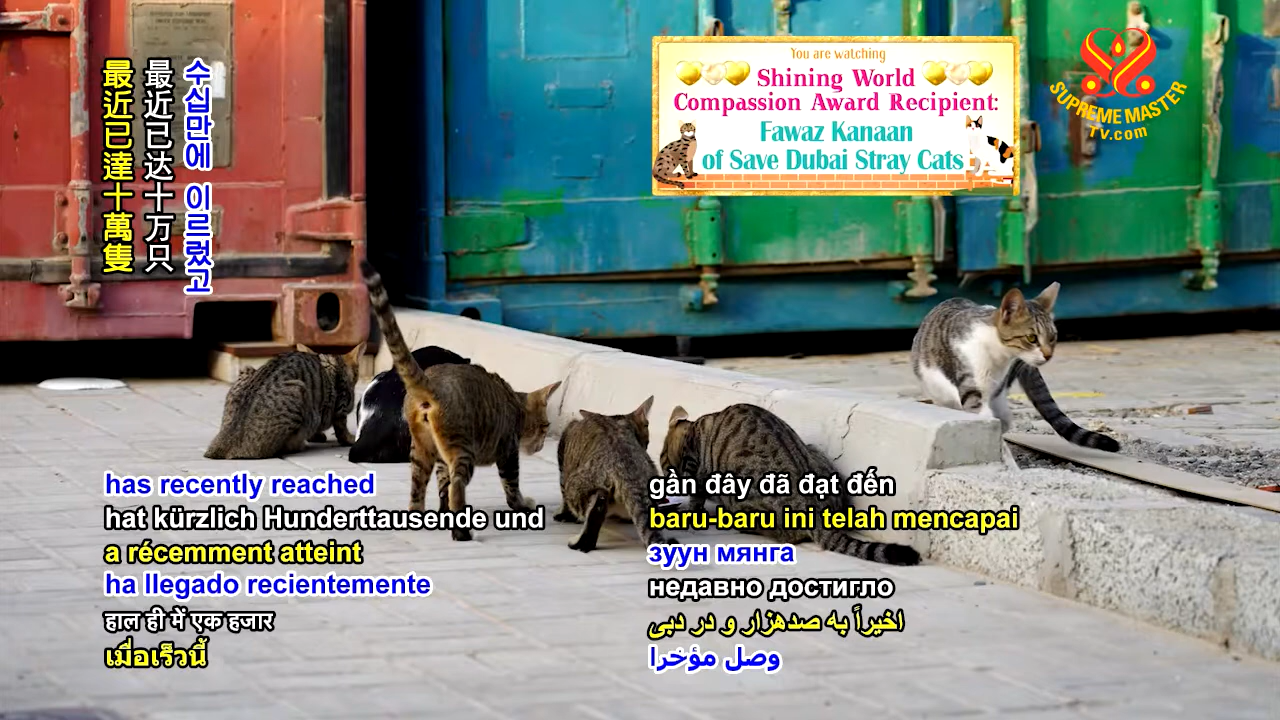 You are watching
Shining World
Compassion Award Recipient:
Fawaz Kanaan
of Save Dubai Stray Cats
SUPREME MASTER
TV.com
수십만에 이르렀고
最近已达十万只
最近已達十萬隻
has recently reached
hat kürzlich Hunderttausende und
a récemment atteint
ha llegado recientemente
हाल ही में एक हजार
เมื่อเร็วนี้
gần đây đã đạt đến
baru-baru ini telah mencapai
зуун мянга
недавно достигло
اخیراً به صدهزار و در دبی
وصل مؤخرا